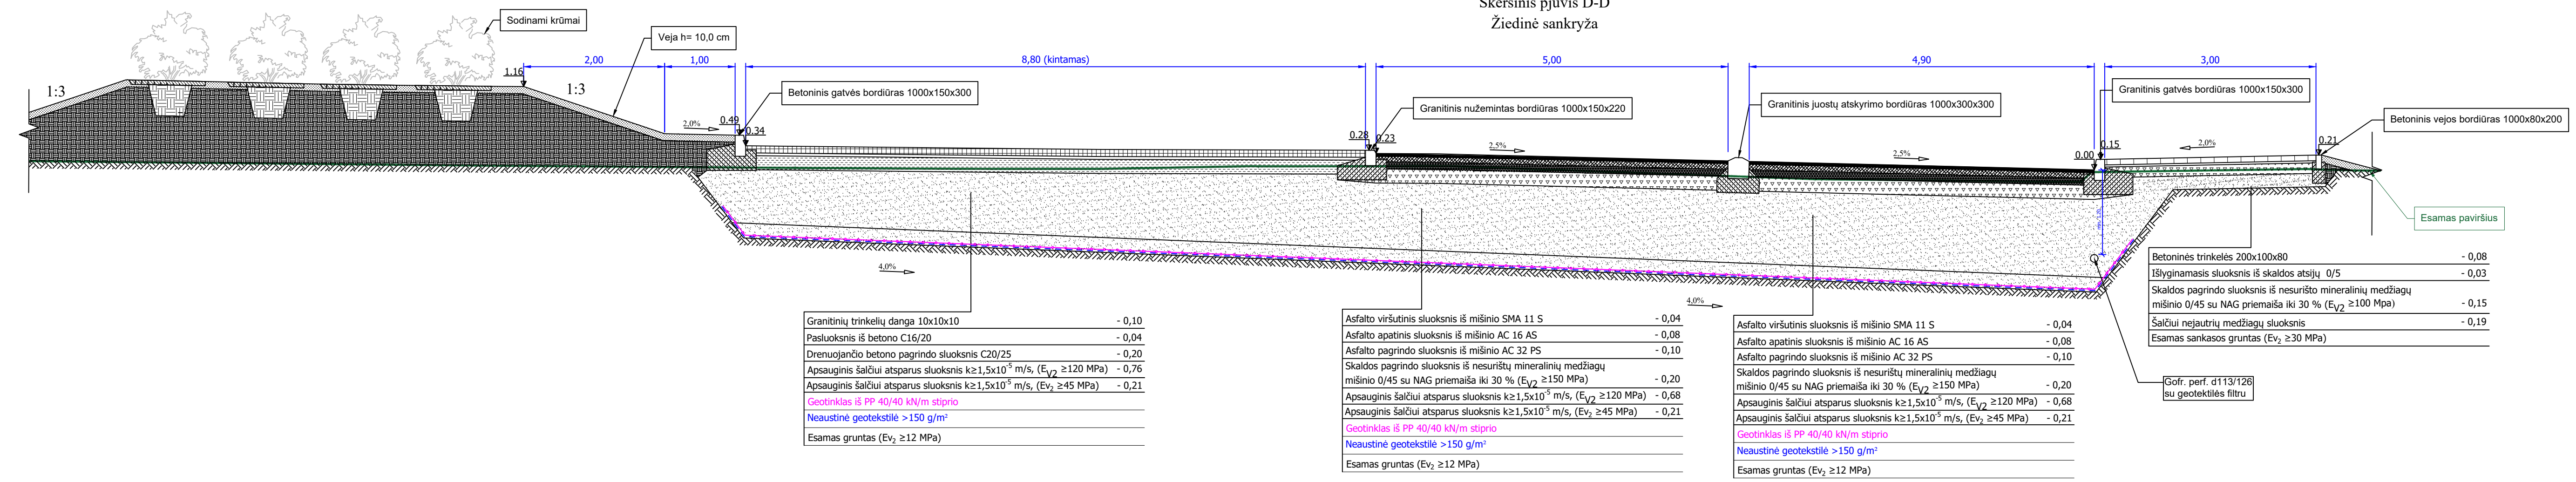 Skersinis pjūvis D-D
Žiedinė sankryža
Sodinami krūmai
Veja h= 10,0 cm
2,00
1,00
8,80 (kintamas)
5,00
4,90
3,00
1:3
1.16
1:3
Betoninis gatvės bordiūras 1000x150x300
Granitinis nužemintas bordiūras 1000x150x220
Granitinis juostų atskyrimo bordiūras 1000x300x300
Granitinis gatvės bordiūras 1000x150x300
Betoninis vejos bordiūras 1000x80x200
2,0%
0.49
0.34
0.28
0.23
2,5%
2,5%
0.00
0.15
2,0%
0.21
Esamas paviršius
4,0%
4,0%
Granitinių trinkelių danga 10x10x10 - 0,10
Pasluoksnis iš betono C16/20 - 0,04
Drenuojančio betono pagrindo sluoksnis C20/25 - 0,20
Apsauginis šalčiui atsparus sluoksnis k≥1,5x10⁻⁵ m/s, (EV2 ≥120 MPa) - 0,76
Apsauginis šalčiui atsparus sluoksnis k≥1,5x10⁻⁵ m/s, (Ev₂ ≥45 MPa) - 0,21
Geotinklas iš PP 40/40 kN/m stiprio
Neaustinė geotekstilė >150 g/m²
Esamas gruntas (Ev₂ ≥12 MPa)
Asfalto viršutinis sluoksnis iš mišinio SMA 11 S - 0,04
Asfalto apatinis sluoksnis iš mišinio AC 16 AS - 0,08
Asfalto pagrindo sluoksnis iš mišinio AC 32 PS - 0,10
Skaldos pagrindo sluoksnis iš nesurištų mineralinių medžiagų
mišinio 0/45 su NAG priemaiša iki 30 % (EV2 ≥150 MPa) - 0,20
Apsauginis šalčiui atsparus sluoksnis k≥1,5x10⁻⁵ m/s, (EV2 ≥120 MPa) - 0,68
Apsauginis šalčiui atsparus sluoksnis k≥1,5x10⁻⁵ m/s, (Ev₂ ≥45 MPa) - 0,21
Geotinklas iš PP 40/40 kN/m stiprio
Neaustinė geotekstilė >150 g/m²
Esamas gruntas (Ev₂ ≥12 MPa)
Asfalto viršutinis sluoksnis iš mišinio SMA 11 S - 0,04
Asfalto apatinis sluoksnis iš mišinio AC 16 AS - 0,08
Asfalto pagrindo sluoksnis iš mišinio AC 32 PS - 0,10
Skaldos pagrindo sluoksnis iš nesurištų mineralinių medžiagų
mišinio 0/45 su NAG priemaiša iki 30 % (EV2 ≥150 MPa) - 0,20
Apsauginis šalčiui atsparus sluoksnis k≥1,5x10⁻⁵ m/s, (EV2 ≥120 MPa) - 0,68
Apsauginis šalčiui atsparus sluoksnis k≥1,5x10⁻⁵ m/s, (Ev₂ ≥45 MPa) - 0,21
Geotinklas iš PP 40/40 kN/m stiprio
Neaustinė geotekstilė >150 g/m²
Esamas gruntas (Ev₂ ≥12 MPa)
Betoninės trinkelės 200x100x80 - 0,08
Išlyginamasis sluoksnis iš skaldos atsijų 0/5 - 0,03
Skaldos pagrindo sluoksnis iš nesurišto mineralinių medžiagų
mišinio 0/45 su NAG priemaiša iki 30 % (EV2 ≥100 Mpa) - 0,15
Šalčiui nejautrių medžiagų sluoksnis - 0,19
Esamas sankasos gruntas (Ev₂ ≥30 MPa)
Gofr. perf. d113/126
su geotektilės filtru